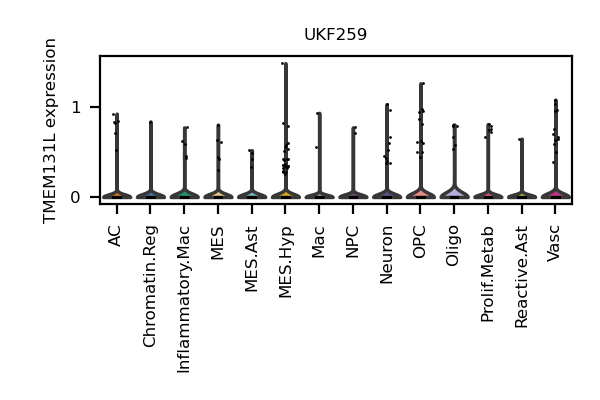 UKF259
TMEM131L expression
1
0
AC
Chromatin.Reg
Inflammatory.Mac
MES
MES.Ast
MES.Hyp
Mac
NPC
Neuron
OPC
Oligo
Prolif.Metab
Reactive.Ast
Vasc